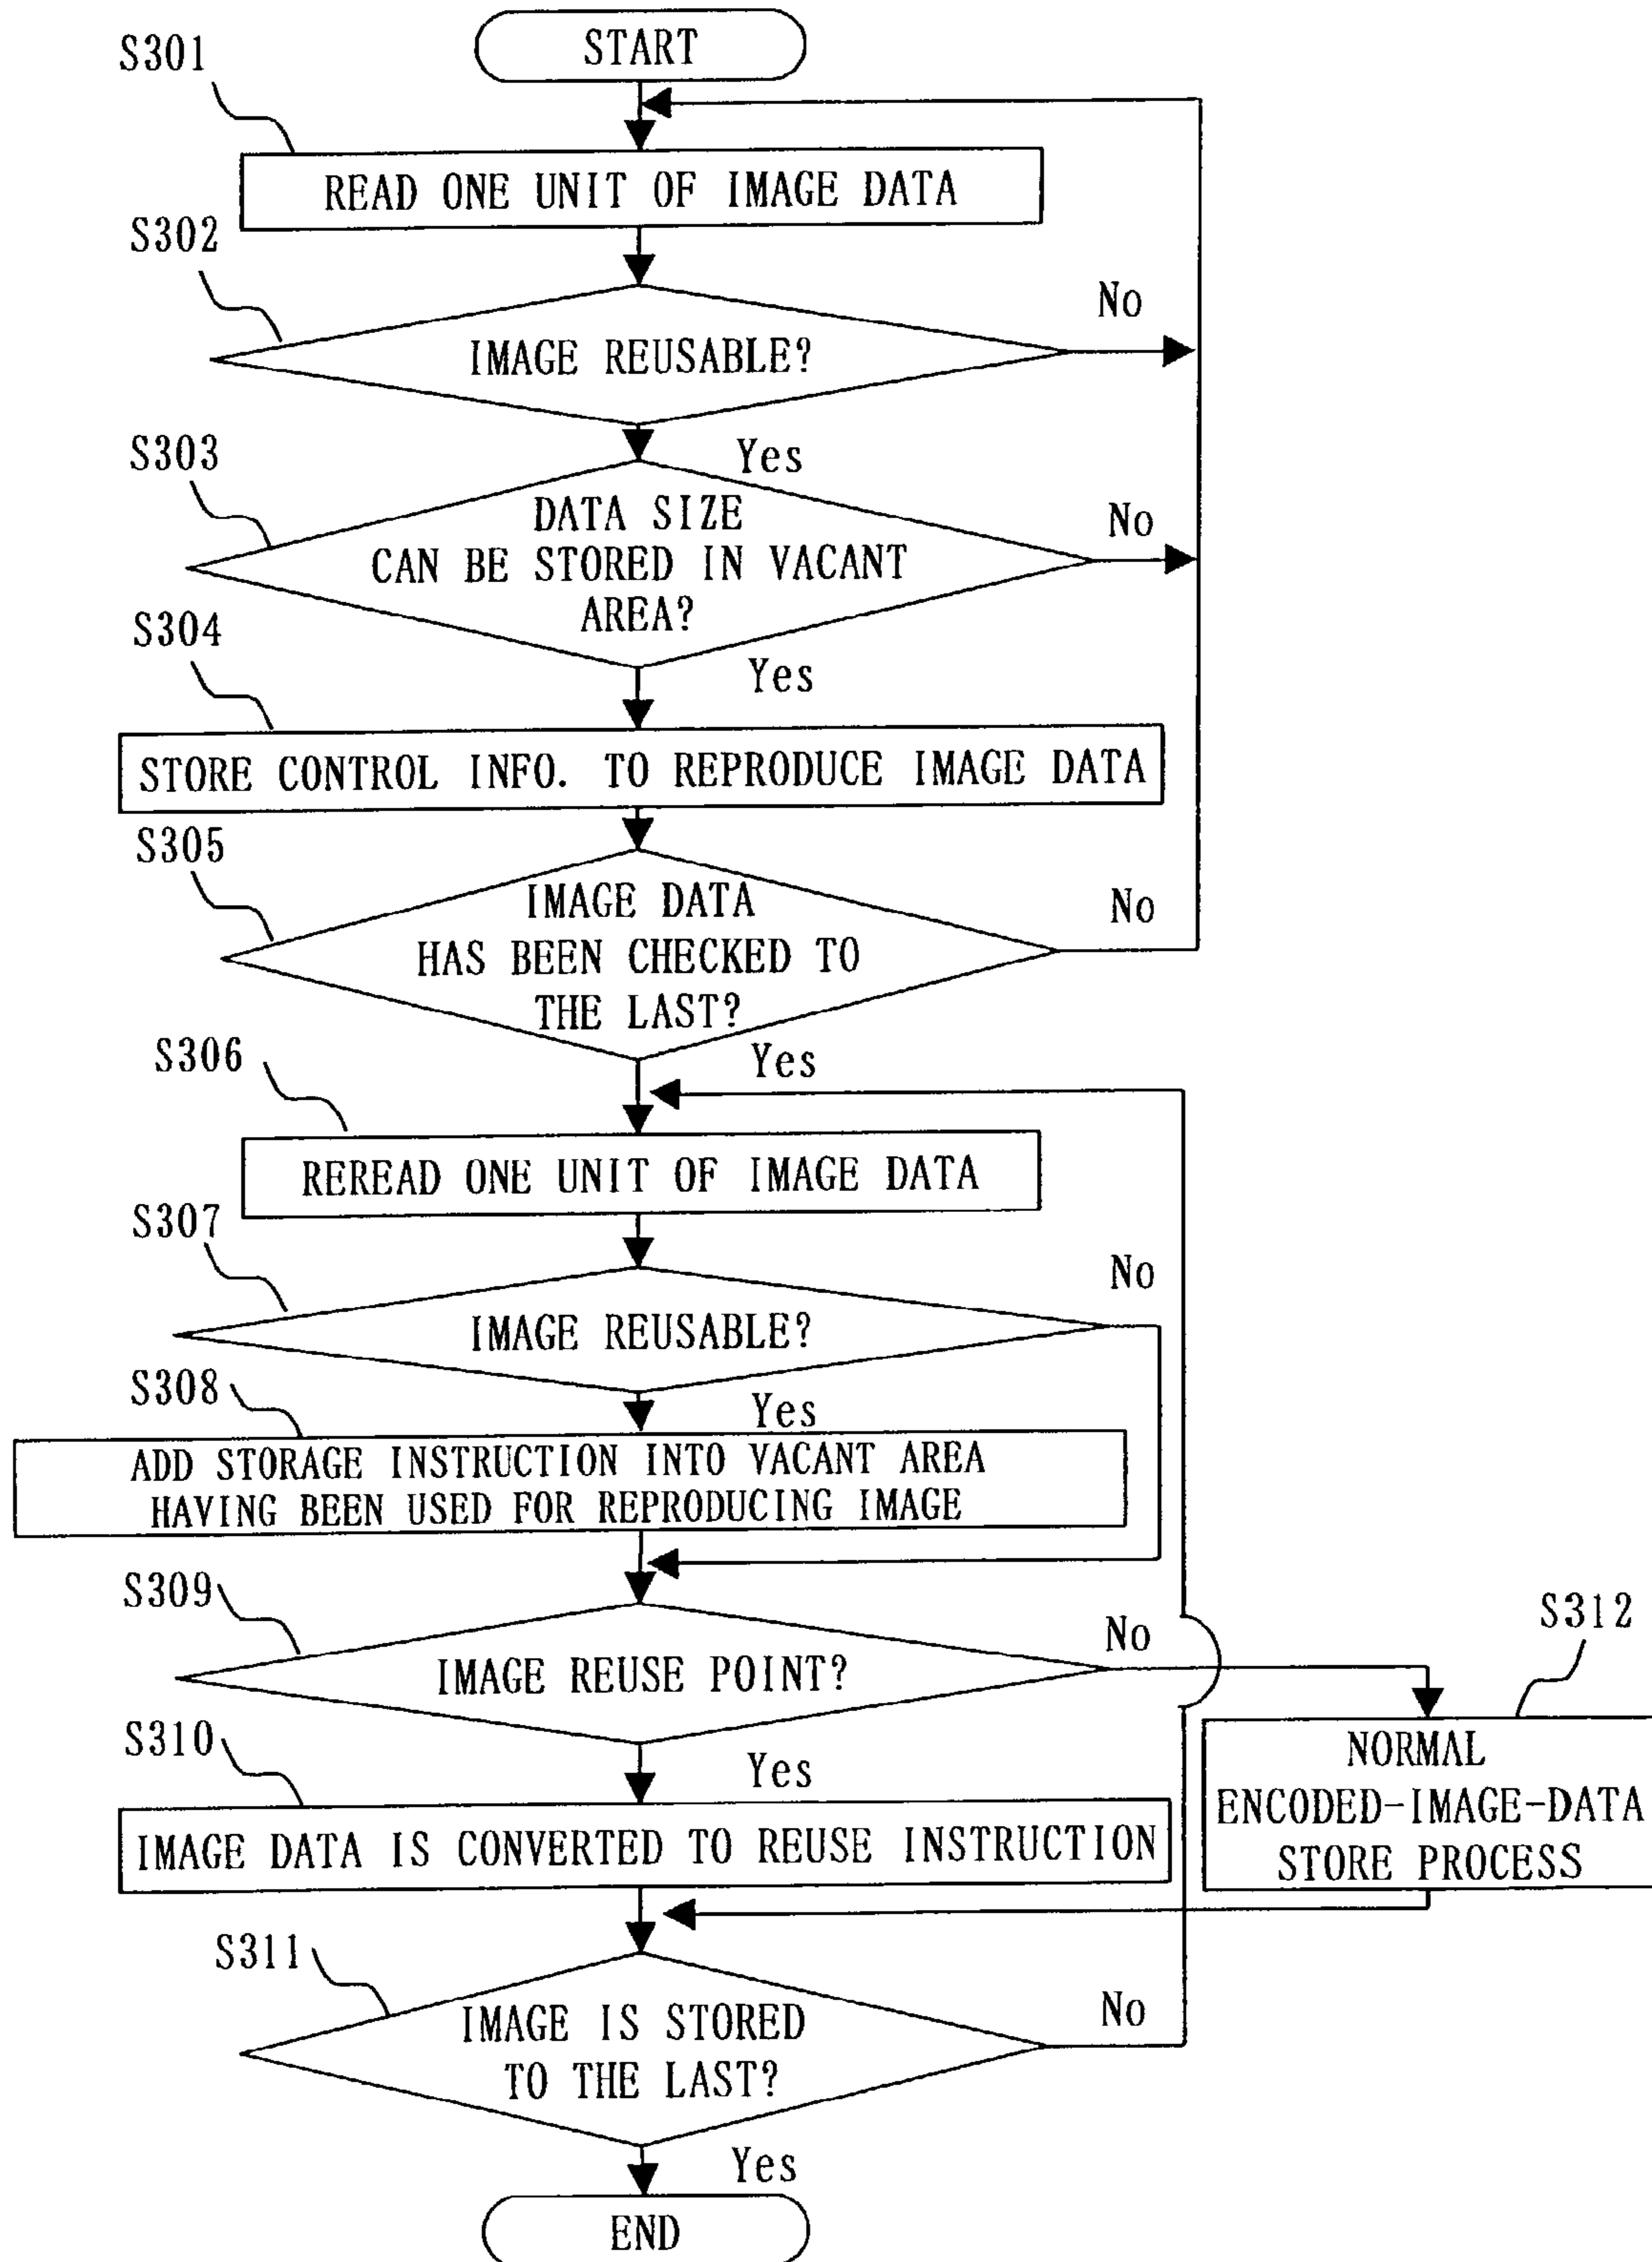 START
S301
READ ONE UNIT OF IMAGE DATA
S302
IMAGE REUSABLE?
No
Yes
S303
DATA SIZE
CAN BE STORED IN VACANT
AREA?
No
Yes
S304
STORE CONTROL INFO. TO REPRODUCE IMAGE DATA
S305
IMAGE DATA
HAS BEEN CHECKED TO
THE LAST?
No
Yes
S306
REREAD ONE UNIT OF IMAGE DATA
S307
IMAGE REUSABLE?
No
Yes
S308
ADD STORAGE INSTRUCTION INTO VACANT AREA
HAVING BEEN USED FOR REPRODUCING IMAGE
S309
IMAGE REUSE POINT?
No
Yes
S312
NORMAL
ENCODED-IMAGE-DATA
STORE PROCESS
S310
IMAGE DATA IS CONVERTED TO REUSE INSTRUCTION
S311
IMAGE IS STORED
TO THE LAST?
No
Yes
END